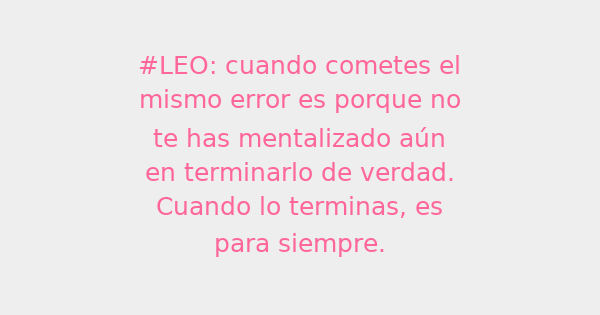 #LEO: cuando cometes el
mismo error es porque no
te has mentalizado aún
en terminarlo de verdad.
Cuando lo terminas, es
para siempre.